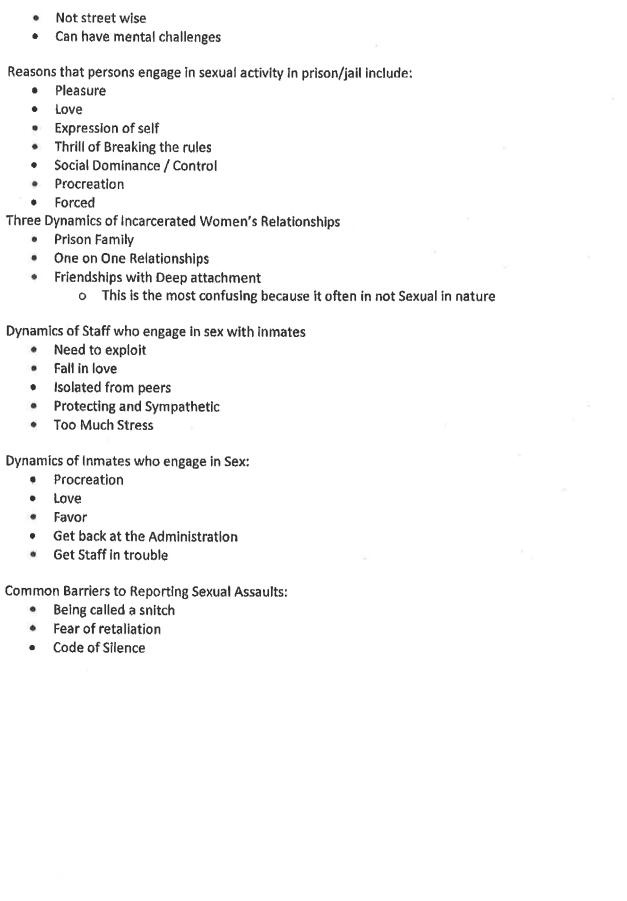 • Not street wise
• Can have mental challenges
Reasons that persons engage in sexual activity in prison/jail include:
• Pleasure
• Love
• Expression of self
• Thrill of Breaking the rules
• Social Dominance / Control
• Procreation
• Forced
Three Dynamics of Incarcerated Women's Relationships
• Prison Family
• One on One Relationships
• Friendships with Deep attachment
o This is the most confusing because it often in not Sexual in nature
Dynamics of Staff who engage in sex with inmates
• Need to exploit
• Fall in love
• Isolated from peers
• Protecting and Sympathetic
• Too Much Stress
Dynamics of Inmates who engage in Sex:
• Procreation
• Love
• Favor
• Get back at the Administration
• Get Staff in trouble
Common Barriers to Reporting Sexual Assaults:
• Being called a snitch
• Fear of retaliation
• Code of Silence